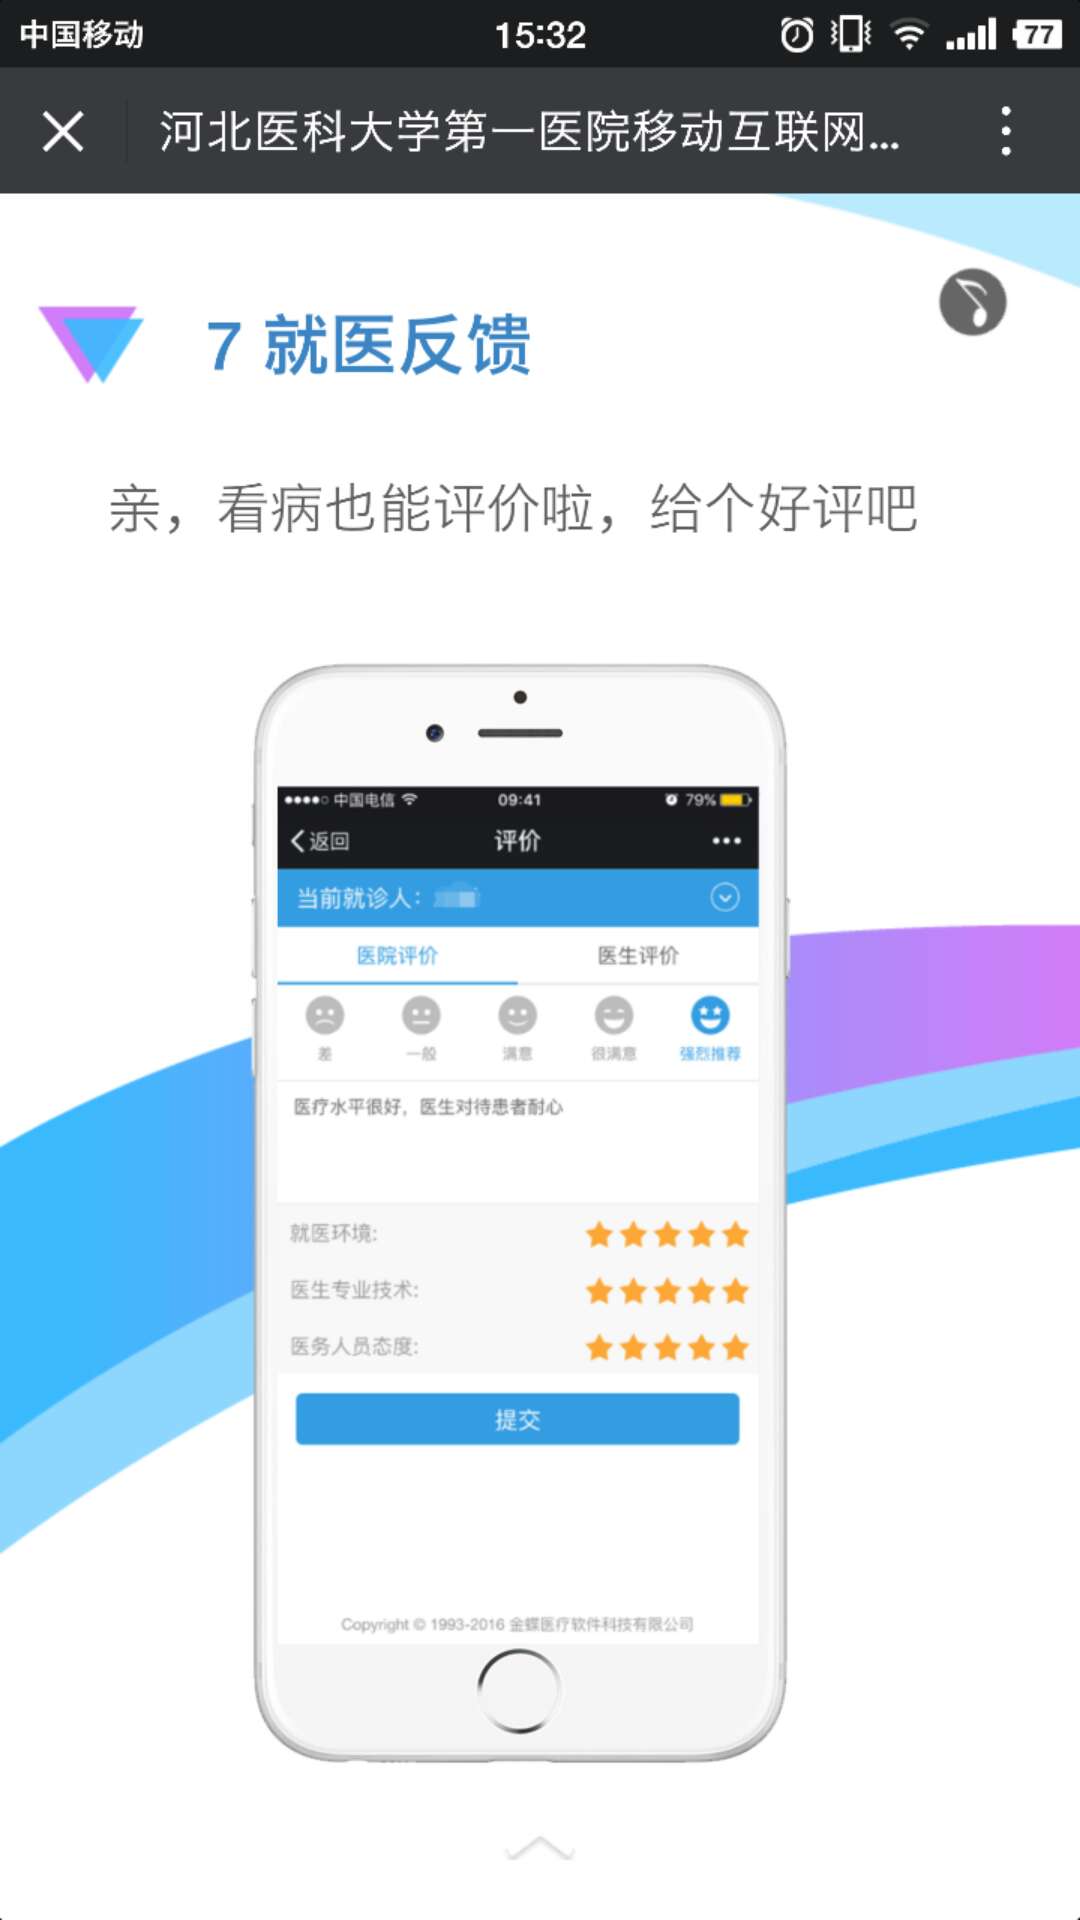 中国移动 15:32 77
河北医科大学第一医院移动互联网...
7 就医反馈
亲，看病也能评价啦，给个好评吧
中国电信 09:41 79%
返回 评价
当前就诊人：
医院评价 医生评价
差 一般 满意 很满意 强烈推荐
医疗水平很好，医生对待患者耐心
就医环境:
医生专业技术:
医务人员态度:
提交
Copyright © 1993-2016 金蝶医疗软件科技有限公司